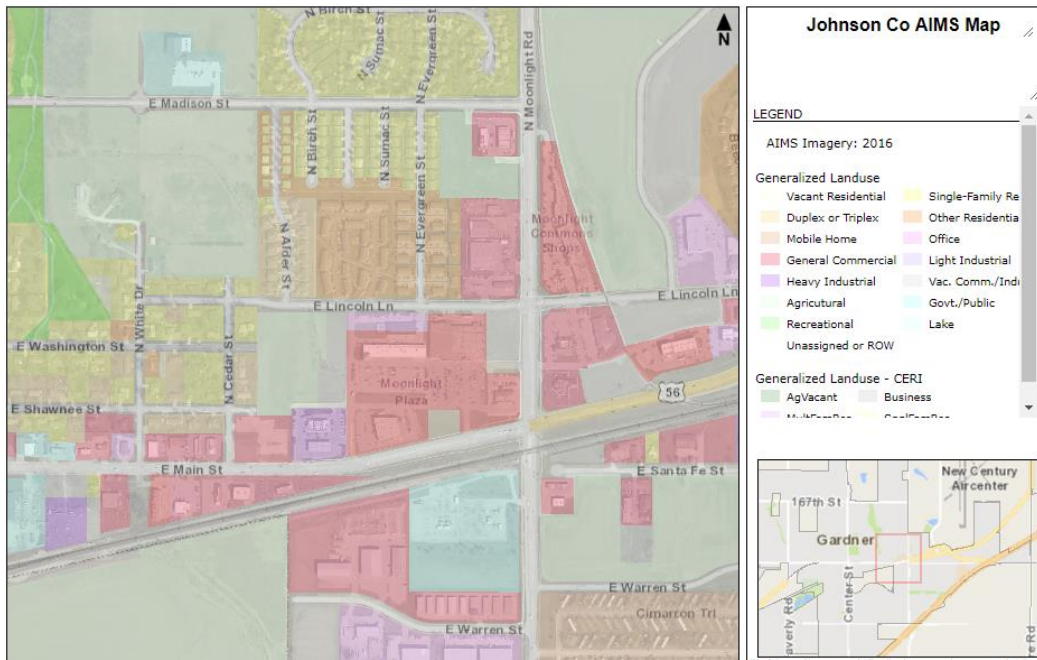 N Birch St
N Sumac St
N Evergreen St
N Moonlight Rd
N
E Madison St
N Birch St
N Sumac St
N Evergreen St
N Alder St
Moonlight
Commons
Shops
E Lincoln Ln
E Lincoln Ln
N White Dr
E Washington St
N Cedar St
Moonlight
Plaza
56
E Shawnee St
E Main St
E Santa Fe St
E Warren St
Cimarron Trl
E Warren St
Johnson Co AIMS Map
LEGEND
AIMS Imagery: 2016
Generalized Landuse
Vacant Residential Single-Family Re
Duplex or Triplex Other Residentia
Mobile Home Office
General Commercial Light Industrial
Heavy Industrial Vac. Comm./Ind
Agricutural Govt./Public
Recreational Lake
Unassigned or ROW
Generalized Landuse - CERI
AgVacant Business
New Century
Aircenter
167th St
Gardner
Center St
averly Rd
re Rd